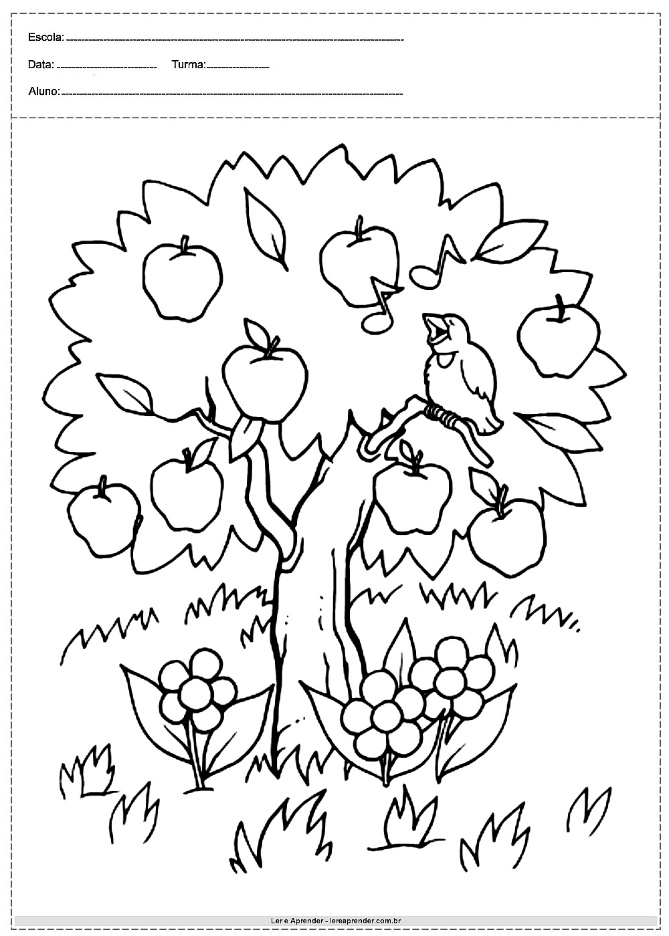 Escola:
Data: Turma:
Aluno:
Ler e Aprender - lereaprender.com.br